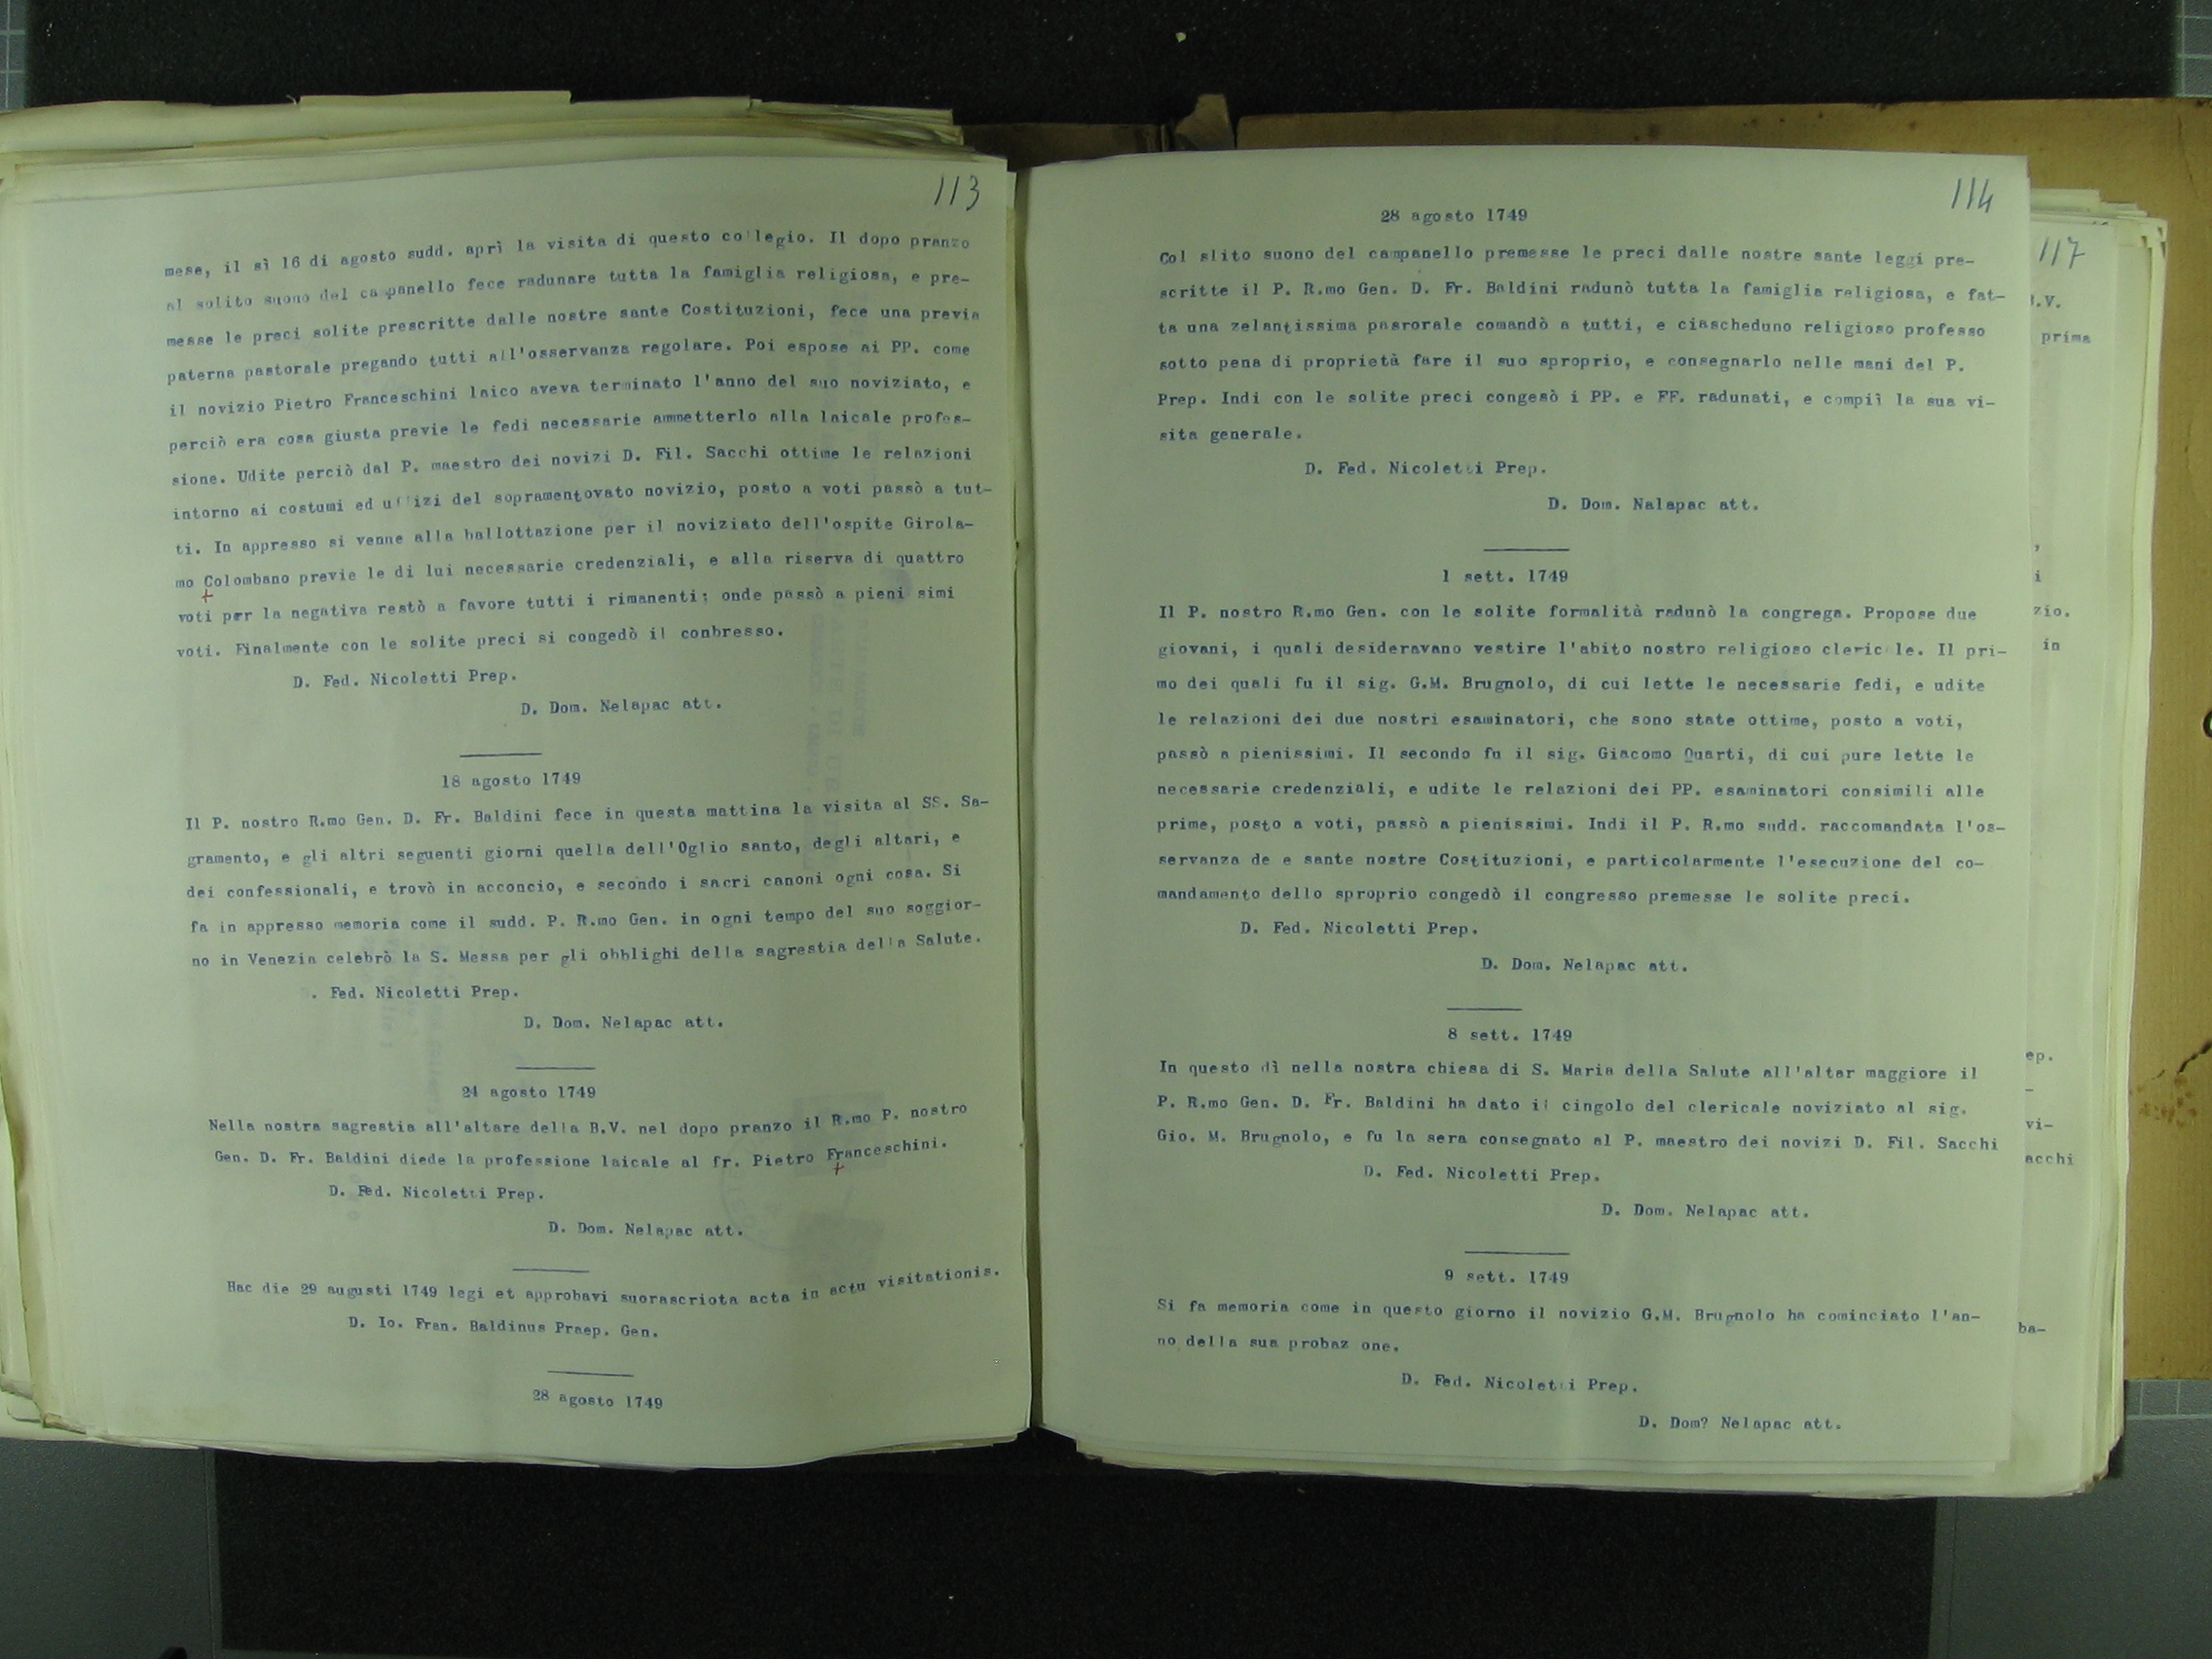 113
mese, il sì 16 di agosto sudd. aprì la visita di questo collegio. Il dopo pranzo
al solito suono del campanello fece radunare tutta la famiglia religiosa, e pre-
messe le preci solite prescritte dalle nostre sante Costituzioni, fece una previa
paterna pastorale pregando tutti all'osservanza regolare. Poi espose ai PP. come
il novizio Pietro Franceschini laico aveva terminato l'anno del suo noviziato, e
perciò era cosa giusta previe le fedi necessarie ammetterlo alla laicale profes-
sione. Udite perciò dal P. maestro dei novizi D. Fil. Sacchi ottime le relazioni
intorno ai costumi ed uffizi del sopramentovato novizio, posto a voti passò a tut-
ti. In appresso si venne alla ballottazione per il noviziato dell'ospite Girola-
mo Colombano previe le di lui necessarie credenziali, e alla riserva di quattro
voti per la negativa restò a favore tutti i rimanenti; onde passò a pieni simi
voti. Finalmente con le solite preci si congedò il conbresso.
D. Fed. Nicoletti Prep.
D. Dom. Nelapac att.
18 agosto 1749
Il P. nostro R.mo Gen. D. Fr. Baldini fece in questa mattina la visita al SS. Sa-
gramento, e gli altri seguenti giorni quella dell'Oglio santo, degli altari, e
dei confessionali, e trovò in acconcio, e secondo i sacri canoni ogni cosa. Si
fa in appresso memoria come il sudd. P. R.mo Gen. in ogni tempo del suo soggior-
no in Venezia celebrò la S. Messa per gli obblighi della sagrestia della Salute.
. Fed. Nicoletti Prep.
D. Dom. Nelapac att.
24 agosto 1749
Nella nostra sagrestia all'altare della B.V. nel dopo pranzo il R.mo P. nostro
Gen. D. Fr. Baldini diede la professione laicale al fr. Pietro Franceschini.
D. Fed. Nicoletti Prep.
D. Dom. Nelapac att.
Hac die 29 augusti 1749 legi et approbavi suorascriota acta in actu visitationis.
D. Io. Fran. Baldinus Praep. Gen.
28 agosto 1749
114
28 agosto 1749
Col slito suono del campanello premesse le preci dalle nostre sante leggi pre-
scritte il P. R.mo Gen. D. Fr. Baldini radunò tutta la famiglia religiosa, e fat-
ta una zelantissima pasrorale comandò a tutti, e ciascheduno religioso professo
sotto pena di proprietà fare il suo sproprio, e consegnarlo nelle mani del P.
Prep. Indi con le solite preci congesò i PP. e FF. radunati, e compiì la sua vi-
sita generale.
D. Fed. Nicoletti Prep.
D. Dom. Nalapac att.
1 sett. 1749
Il P. nostro R.mo Gen. con le solite formalità radunò la congrega. Propose due
giovani, i quali desideravano vestire l'abito nostro religioso clericale. Il pri-
mo dei quali fu il sig. G.M. Brugnolo, di cui lette le necessarie fedi, e udite
le relazioni dei due nostri esaminatori, che sono state ottime, posto a voti,
passò a pienissimi. Il secondo fu il sig. Giacomo Quarti, di cui pure lette le
necessarie credenziali, e udite le relazioni dei PP. esaminatori consimili alle
prime, posto a voti, passò a pienissimi. Indi il P. R.mo sudd. raccomandata l'os-
servanza de e sante nostre Costituzioni, e particolarmente l'esecuzione del co-
mandamento dello sproprio congedò il congresso premesse le solite preci.
D. Fed. Nicoletti Prep.
D. Dom. Nelapac att.
8 sett. 1749
In questo dì nella nostra chiesa di S. Maria della Salute all'altar maggiore il
P. R.mo Gen. D. Fr. Baldini ha dato il cingolo del clericale noviziato al sig.
Gio. M. Brugnolo, e fu la sera consegnato al P. maestro dei novizi D. Fil. Sacchi
D. Fed. Nicoletti Prep.
D. Dom. Nelapac att.
9 sett. 1749
Si fa memoria come in questo giorno il novizio G.M. Brugnolo ha cominciato l'an-
no della sua probaz one.
D. Fed. Nicoletti Prep.
D. Dom? Nelapac att.
117
B.V.
prima
,
i
zio.
in
ep.
-
vi-
acchi
ba-